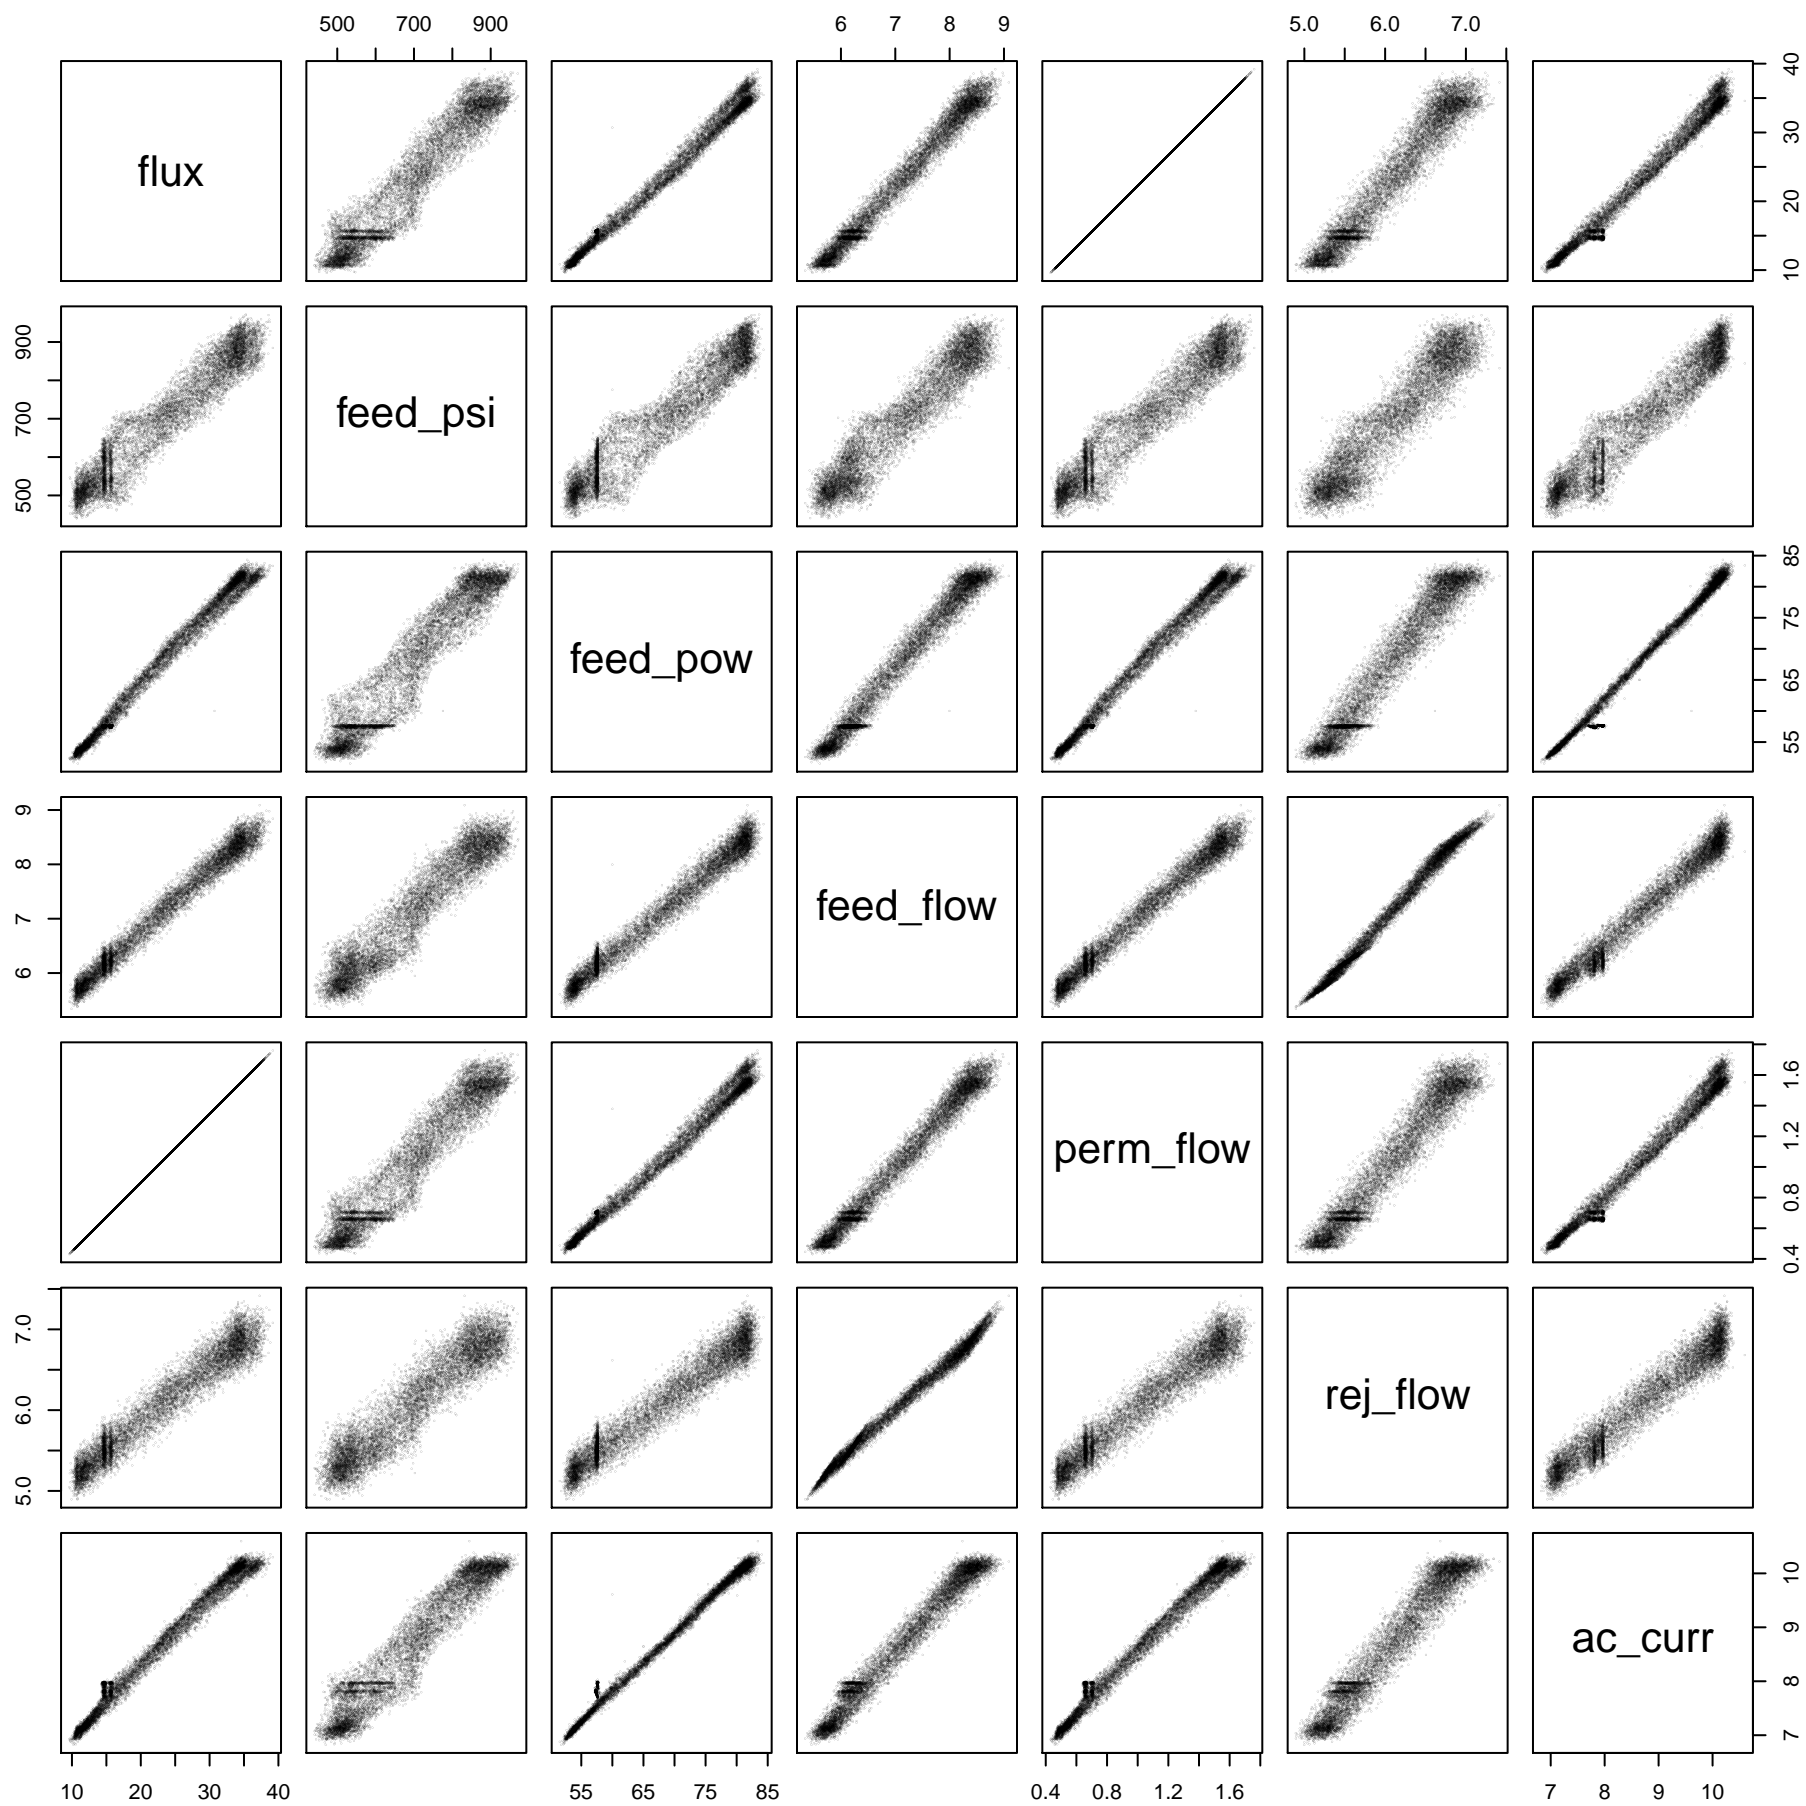 500 700 900 6 7 8 9 5.0 6.0 7.0
flux
10 20 30 40
500 700 900
feed_psi
feed_pow
55 65 75 85
6 7 8 9
feed_flow
perm_flow
0.4 0.8 1.2 1.6
5.0 6.0 7.0
rej_flow
ac_curr
7 8 9 10
10 20 30 40 55 65 75 85 0.4 0.8 1.2 1.6 7 8 9 10